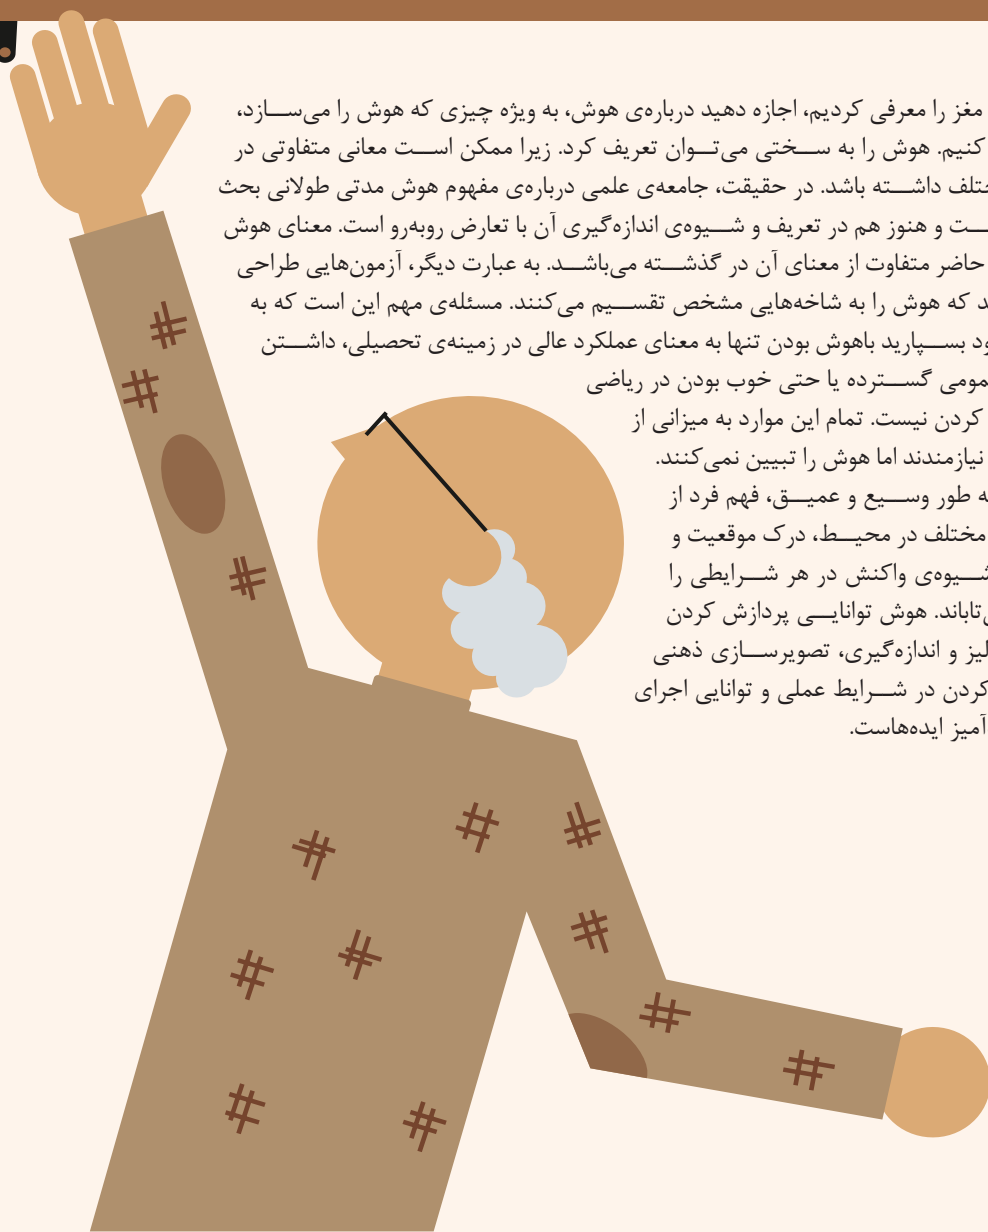 مغز را معرفی کردیم، اجازه دهید درباره‌ی هوش، به ویژه چیزی که هوش را می‌سازد،
کنیم. هوش را به سختی می‌توان تعریف کرد. زیرا ممکن است معانی متفاوتی در
داشته باشد. در حقیقت، جامعه‌ی علمی درباره‌ی مفهوم هوش مدتی طولانی بحث
و هنوز هم در تعریف و شیوه‌ی اندازه‌گیری آن با تعارض روبه‌رو است. معنای هوش
حاضر متفاوت از معنای آن در گذشته می‌باشد. به عبارت دیگر، آزمون‌هایی طراحی
که هوش را به شاخه‌هایی مشخص تقسیم می‌کنند. مسئله‌ی مهم این است که به
بسپارید باهوش بودن تنها به معنای عملکرد عالی در زمینه‌ی تحصیلی، داشتن
گسترده یا حتی خوب بودن در ریاضی
کردن نیست. تمام این موارد به میزانی از
نیازمندند اما هوش را تبیین نمی‌کنند.
طور وسیع و عمیق، فهم فرد از
مختلف در محیط، درک موقعیت و
شیوه‌ی واکنش در هر شرایطی را
هوش توانایی پردازش کردن
و اندازه‌گیری، تصویرسازی ذهنی
کردن در شرایط عملی و توانایی اجرای
آمیز ایده‌هاست.